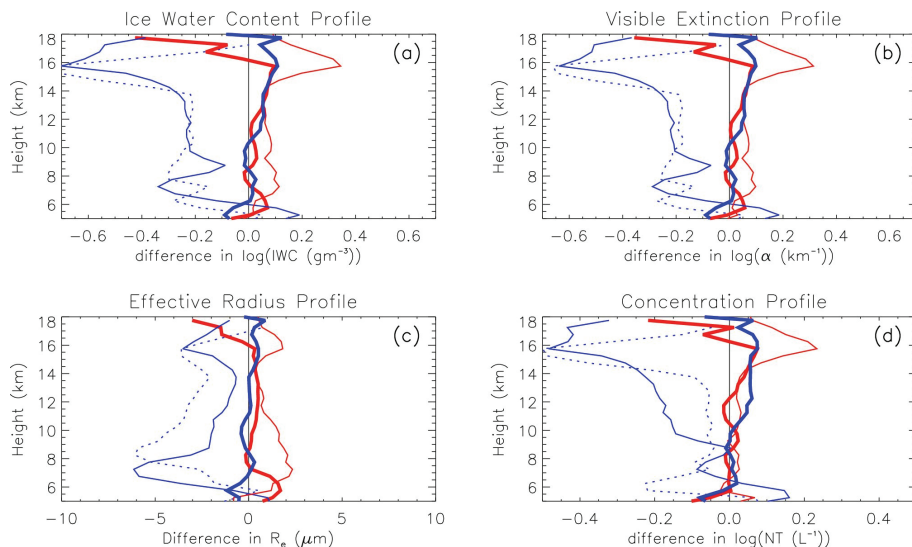 Ice Water Content Profile
Visible Extinction Profile
18
16
14
12
10
8
6
Height (km)
(a)
-0.6 -0.4 -0.2 0.0 0.2 0.4 0.6
difference in log(IWC (gm⁻³))
18
16
14
12
10
8
6
Height (km)
(b)
-0.6 -0.4 -0.2 0.0 0.2 0.4 0.6
difference in log(α (km⁻¹))
Effective Radius Profile
Concentration Profile
18
16
14
12
10
8
6
Height (km)
(c)
-10 -5 0 5 10
Difference in Rₑ (μm)
18
16
14
12
10
8
6
Height (km)
(d)
-0.4 -0.2 0.0 0.2 0.4
difference in log(NT (L⁻¹))